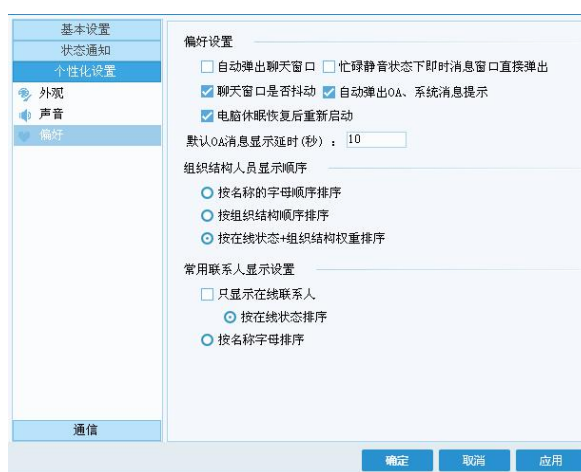 基本设置
状态通知
个性化设置
外观
声音
偏好
通信
偏好设置
自动弹出聊天窗口 忙碌静音状态下即时消息窗口直接弹出
聊天窗口是否抖动 自动弹出OA、系统消息提示
电脑休眠恢复后重新启动
默认OA消息显示延时(秒) : 10
组织结构人员显示顺序
按名称的字母顺序排序
按组织结构顺序排序
按在线状态+组织结构权重排序
常用联系人显示设置
只显示在线联系人
按在线状态排序
按名称字母排序
确定 取消 应用